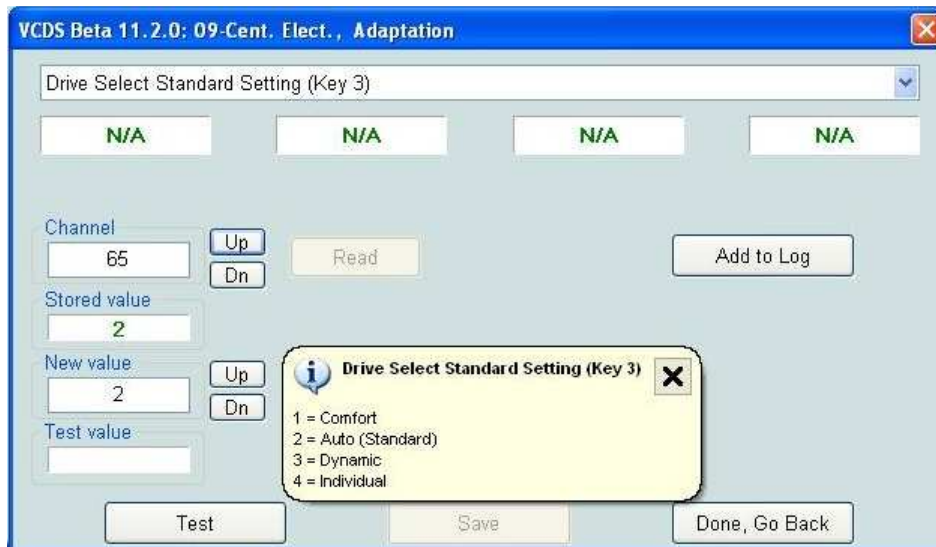 VCDS Beta 11.2.0: 09-Cent. Elect., Adaptation
Drive Select Standard Setting (Key 3)
N/A N/A N/A N/A
Channel
65
Up
Dn
Read
Add to Log
Stored value
2
New value
2
Up
Dn
Test value
Drive Select Standard Setting (Key 3)
1 = Comfort
2 = Auto (Standard)
3 = Dynamic
4 = Individual
Test
Save
Done, Go Back